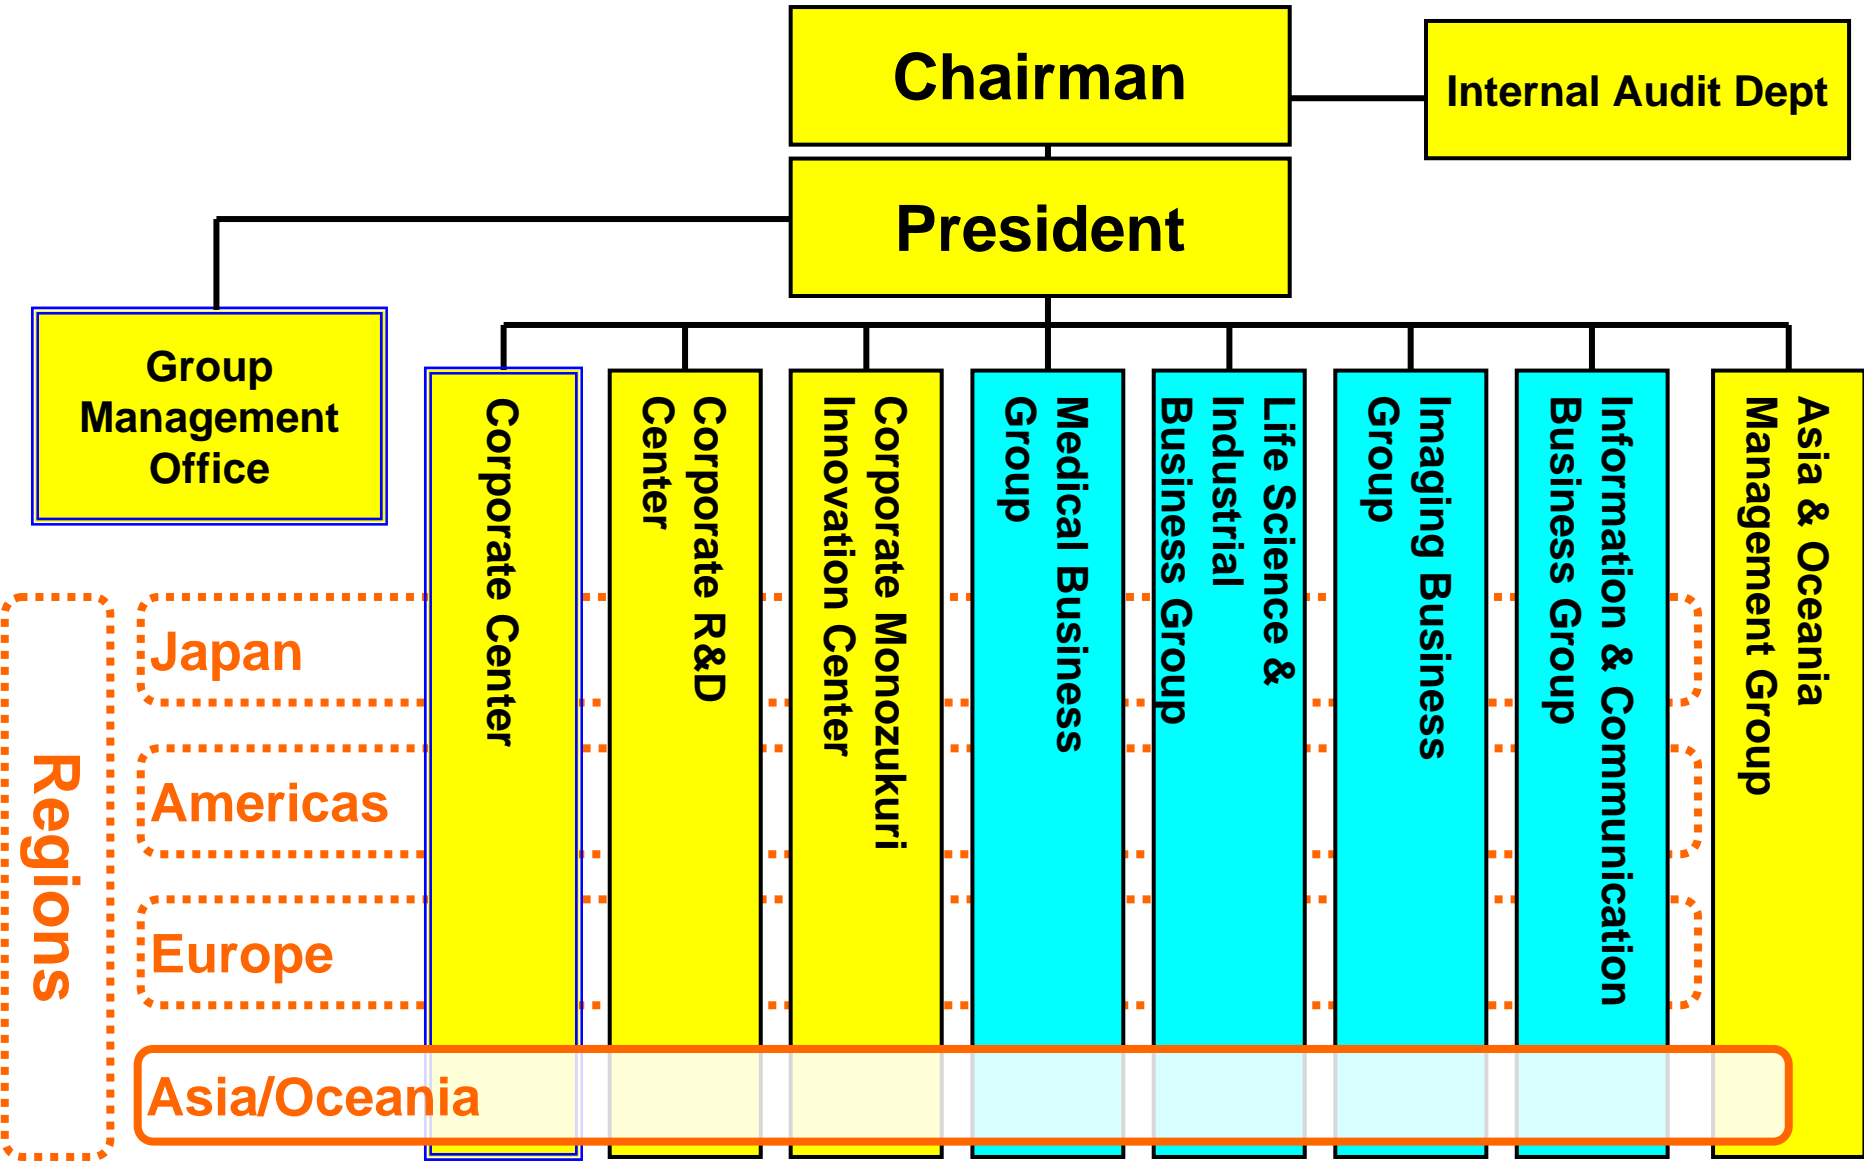 Chairman
Internal Audit Dept
President
Group
Management
Office
Corporate Center
Corporate R&D
Center
Corporate Monozukuri
Innovation Center
Medical Business
Group
Life Science &
Industrial
Business Group
Imaging Business
Group
Information & Communication
Business Group
Asia & Oceania
Management Group
Regions
Japan
Americas
Europe
Asia/Oceania